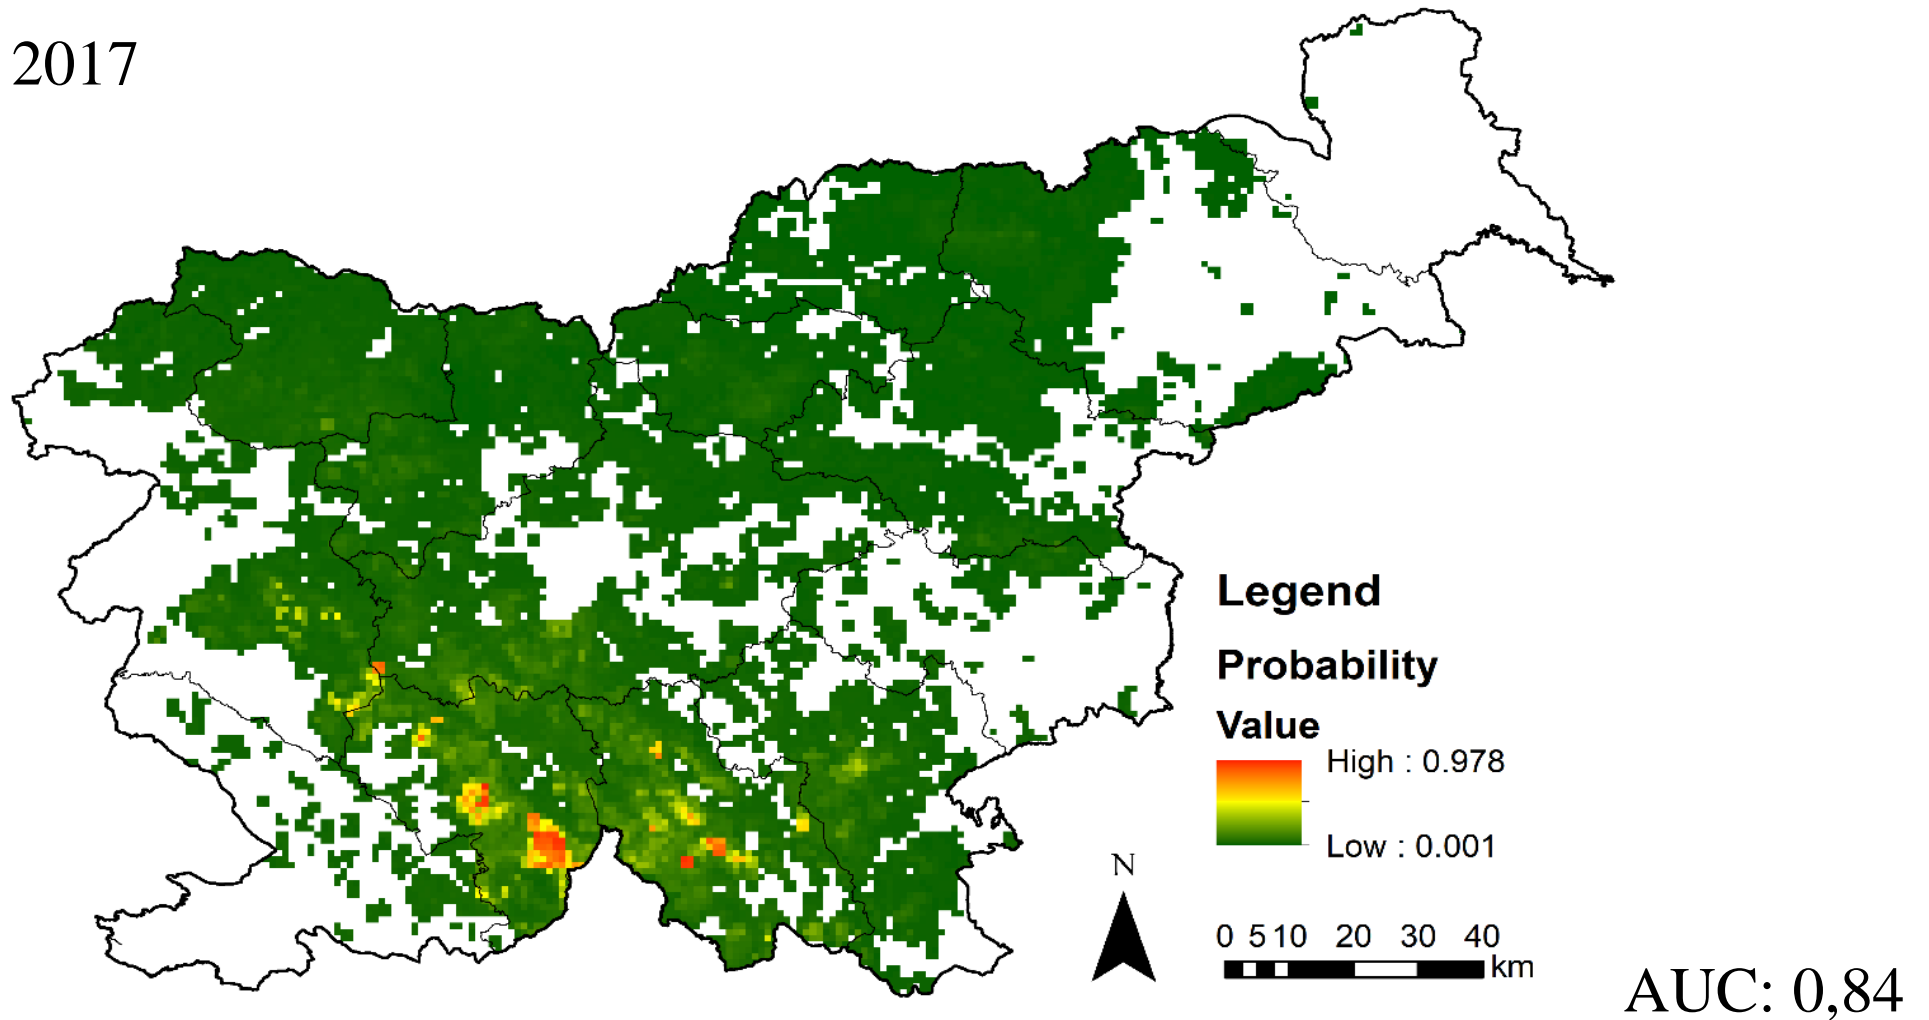 2017
Legend
Probability
Value
High : 0.978
Low : 0.001
N
0 5 10 20 30 40
km
AUC: 0,84